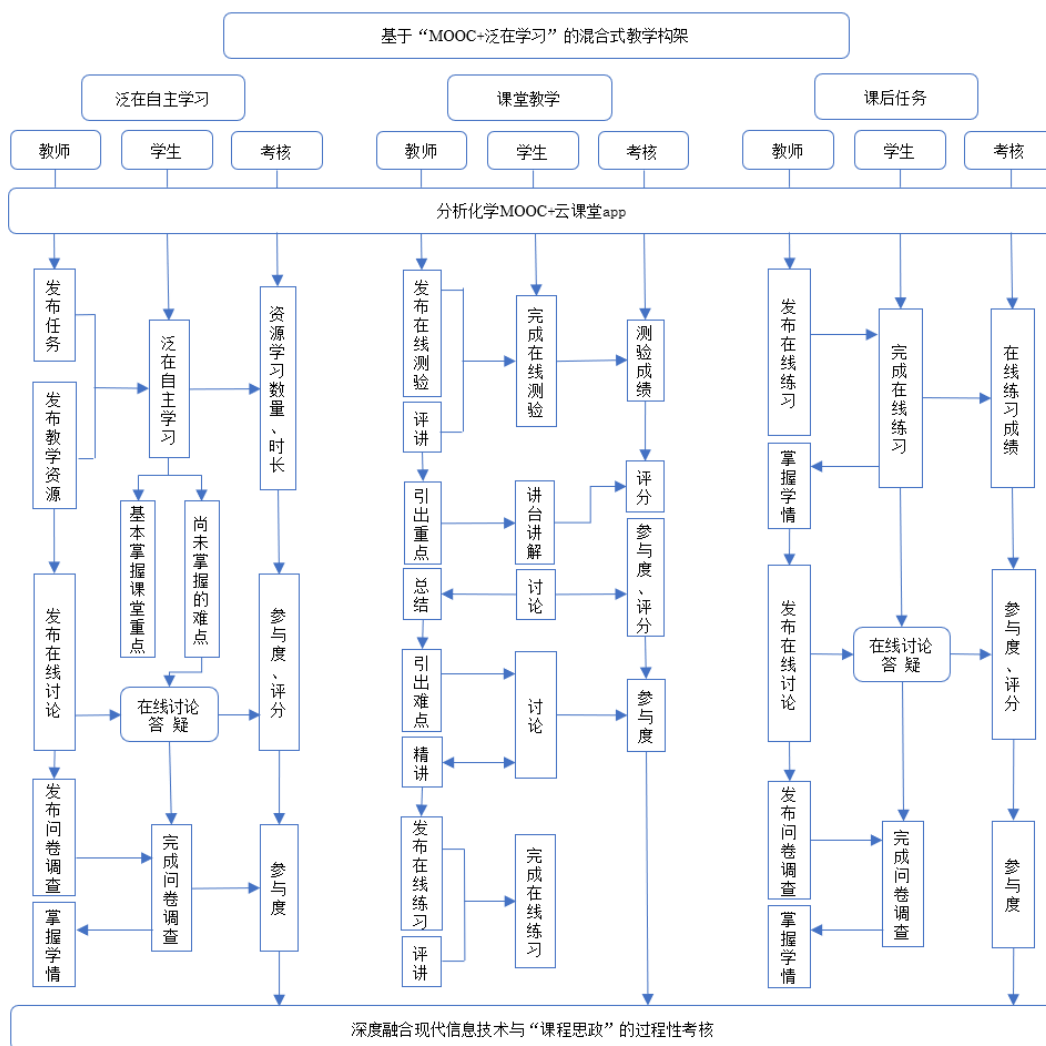 基于“MOOC+泛在学习”的混合式教学构架
泛在自主学习
课堂教学
课后任务
教师
学生
考核
教师
学生
考核
教师
学生
考核
分析化学MOOC+云课堂app
发布任务
发布教学资源
发布在线讨论
发布问卷调查
掌握学情
泛在自主学习
基本掌握课堂重点
尚未掌握的难点
在线讨论
答 疑
完成问卷调查
资源学习数量、时长
参与度、评分
参与度
发布在线测验
评讲
引出重点
总结
引出难点
精讲
发布在线练习
评讲
完成在线测验
讲台讲解
讨论
讨论
完成在线练习
测验成绩
评分
参与度、评分
参与度
发布在线练习
掌握学情
发布在线讨论
发布问卷调查
掌握学情
完成在线练习
在线讨论
答 疑
完成问卷调查
在线练习成绩
参与度、评分
参与度
深度融合现代信息技术与“课程思政”的过程性考核